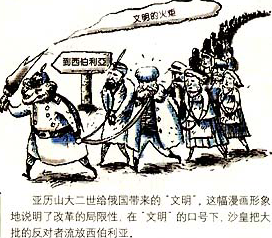 文明的火炬
到西伯利亚
亚历山大二世给俄国带来的“文明”。这幅漫画形象
地说明了改革的局限性，在“文明”的口号下，沙皇把大
批的反对者流放西伯利亚。